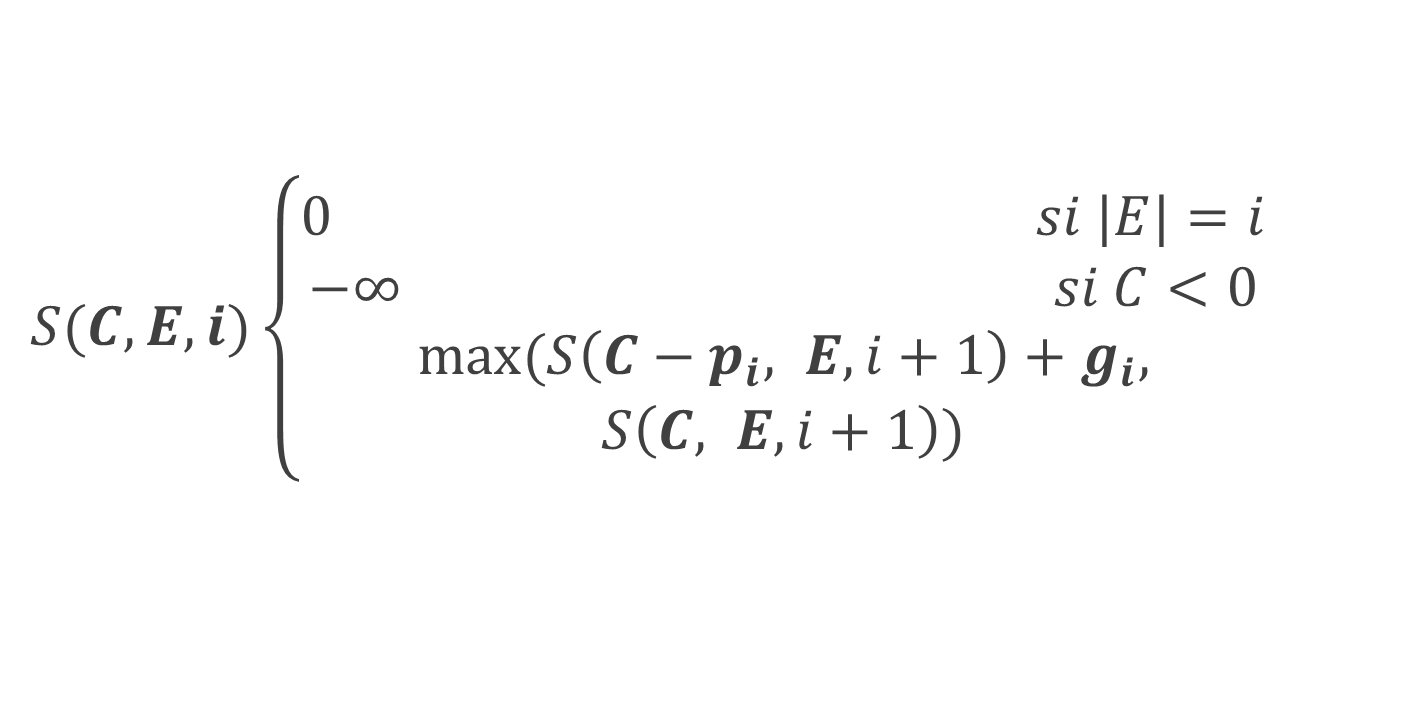 0 si |E| = i
−∞ si C < 0
S(C, E, i) {
max(S(C − pᵢ, E, i + 1) + gᵢ,
S(C, E, i + 1))